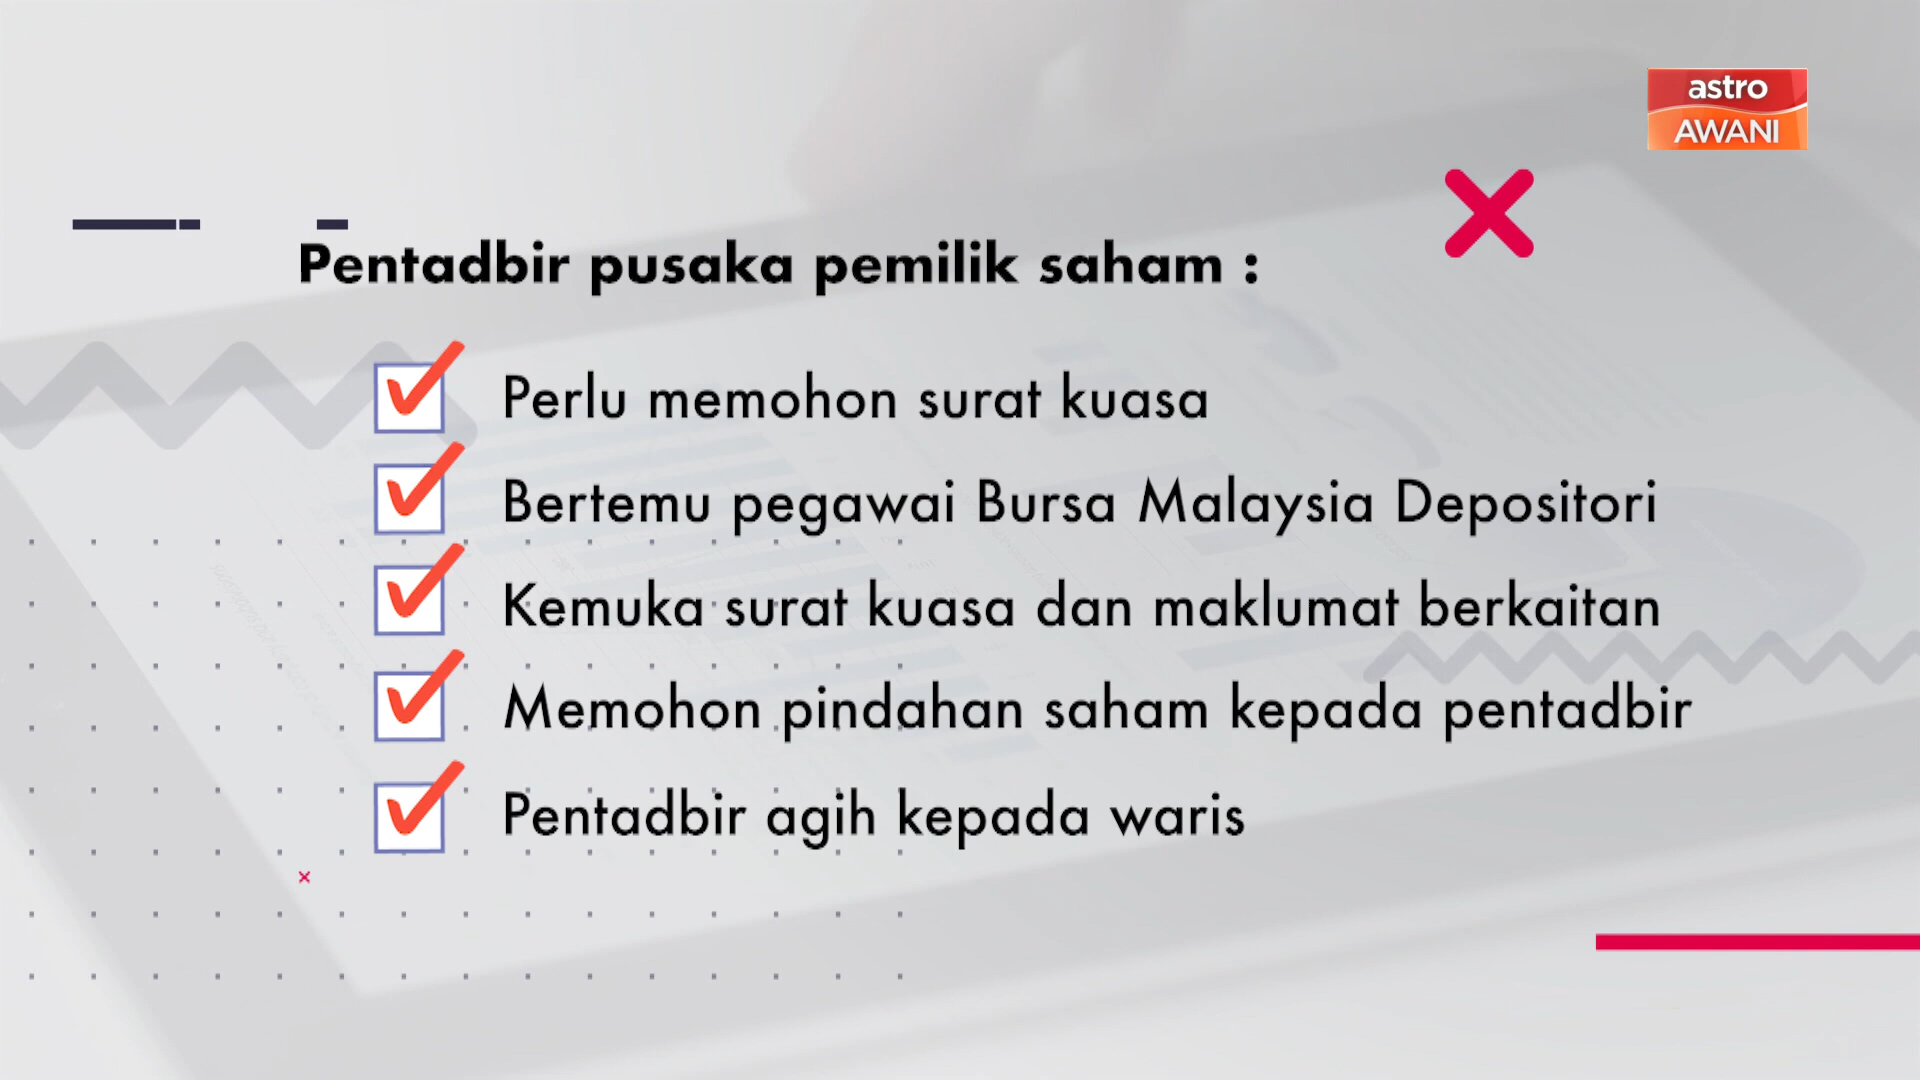 astro
AWANI
Pentadbir pusaka pemilik saham :
Perlu memohon surat kuasa
Bertemu pegawai Bursa Malaysia Depositori
Kemuka surat kuasa dan maklumat berkaitan
Memohon pindahan saham kepada pentadbir
Pentadbir agih kepada waris